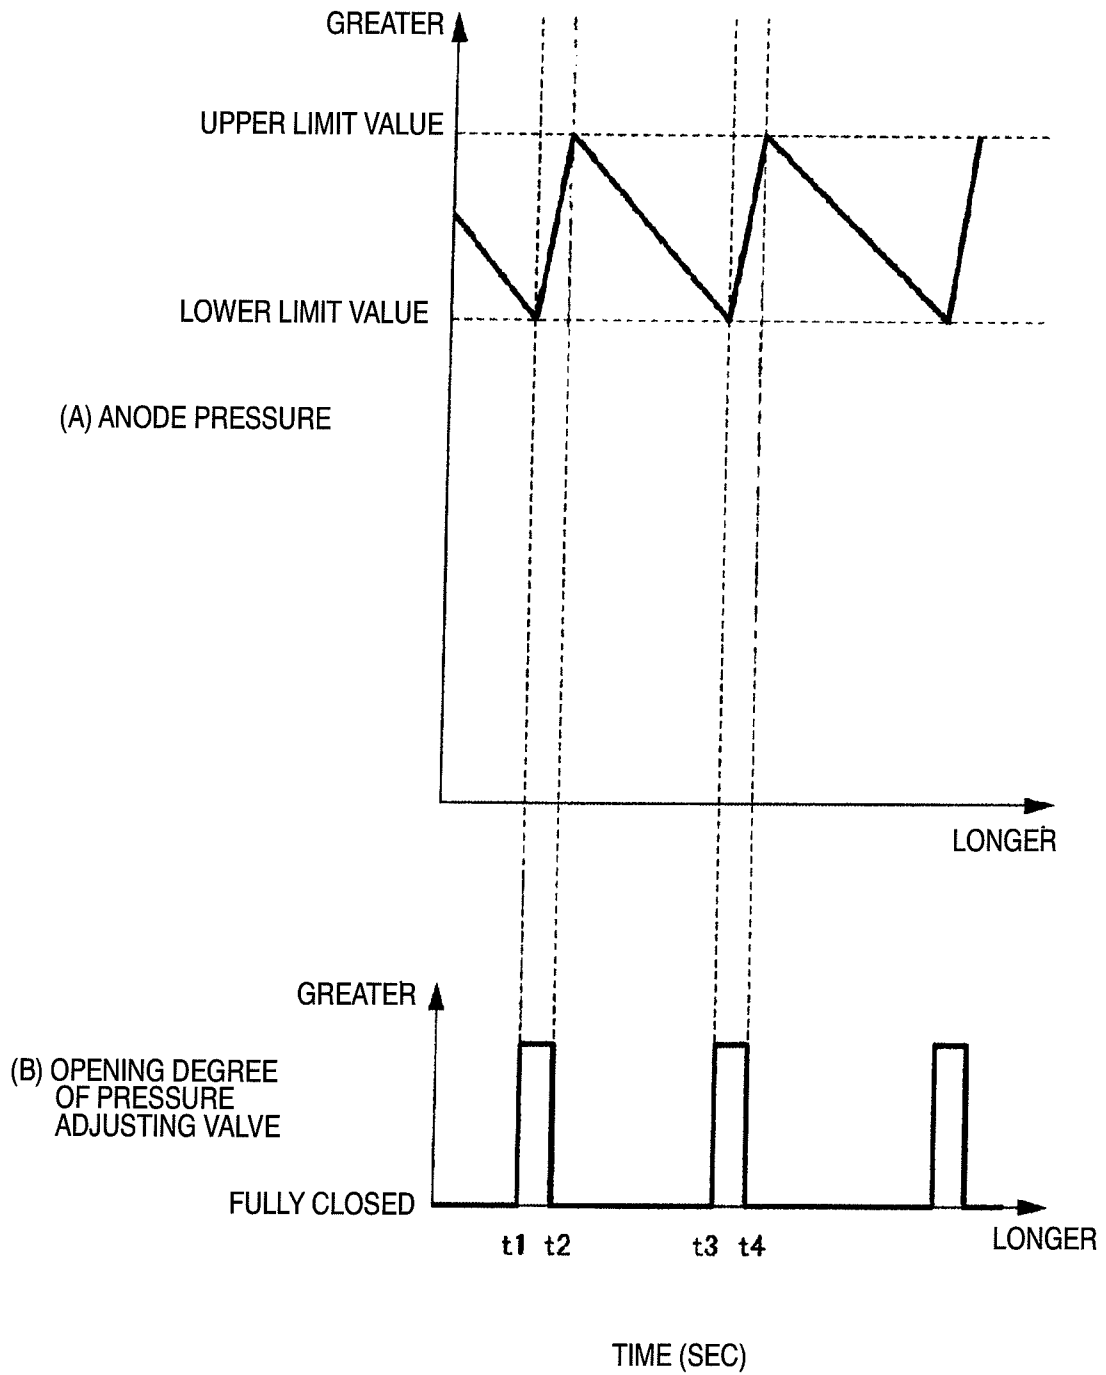 GREATER
UPPER LIMIT VALUE
LOWER LIMIT VALUE
(A) ANODE PRESSURE
LONGER
GREATER
(B) OPENING DEGREE
OF PRESSURE
ADJUSTING VALVE
FULLY CLOSED
t1 t2 t3 t4
LONGER
TIME (SEC)